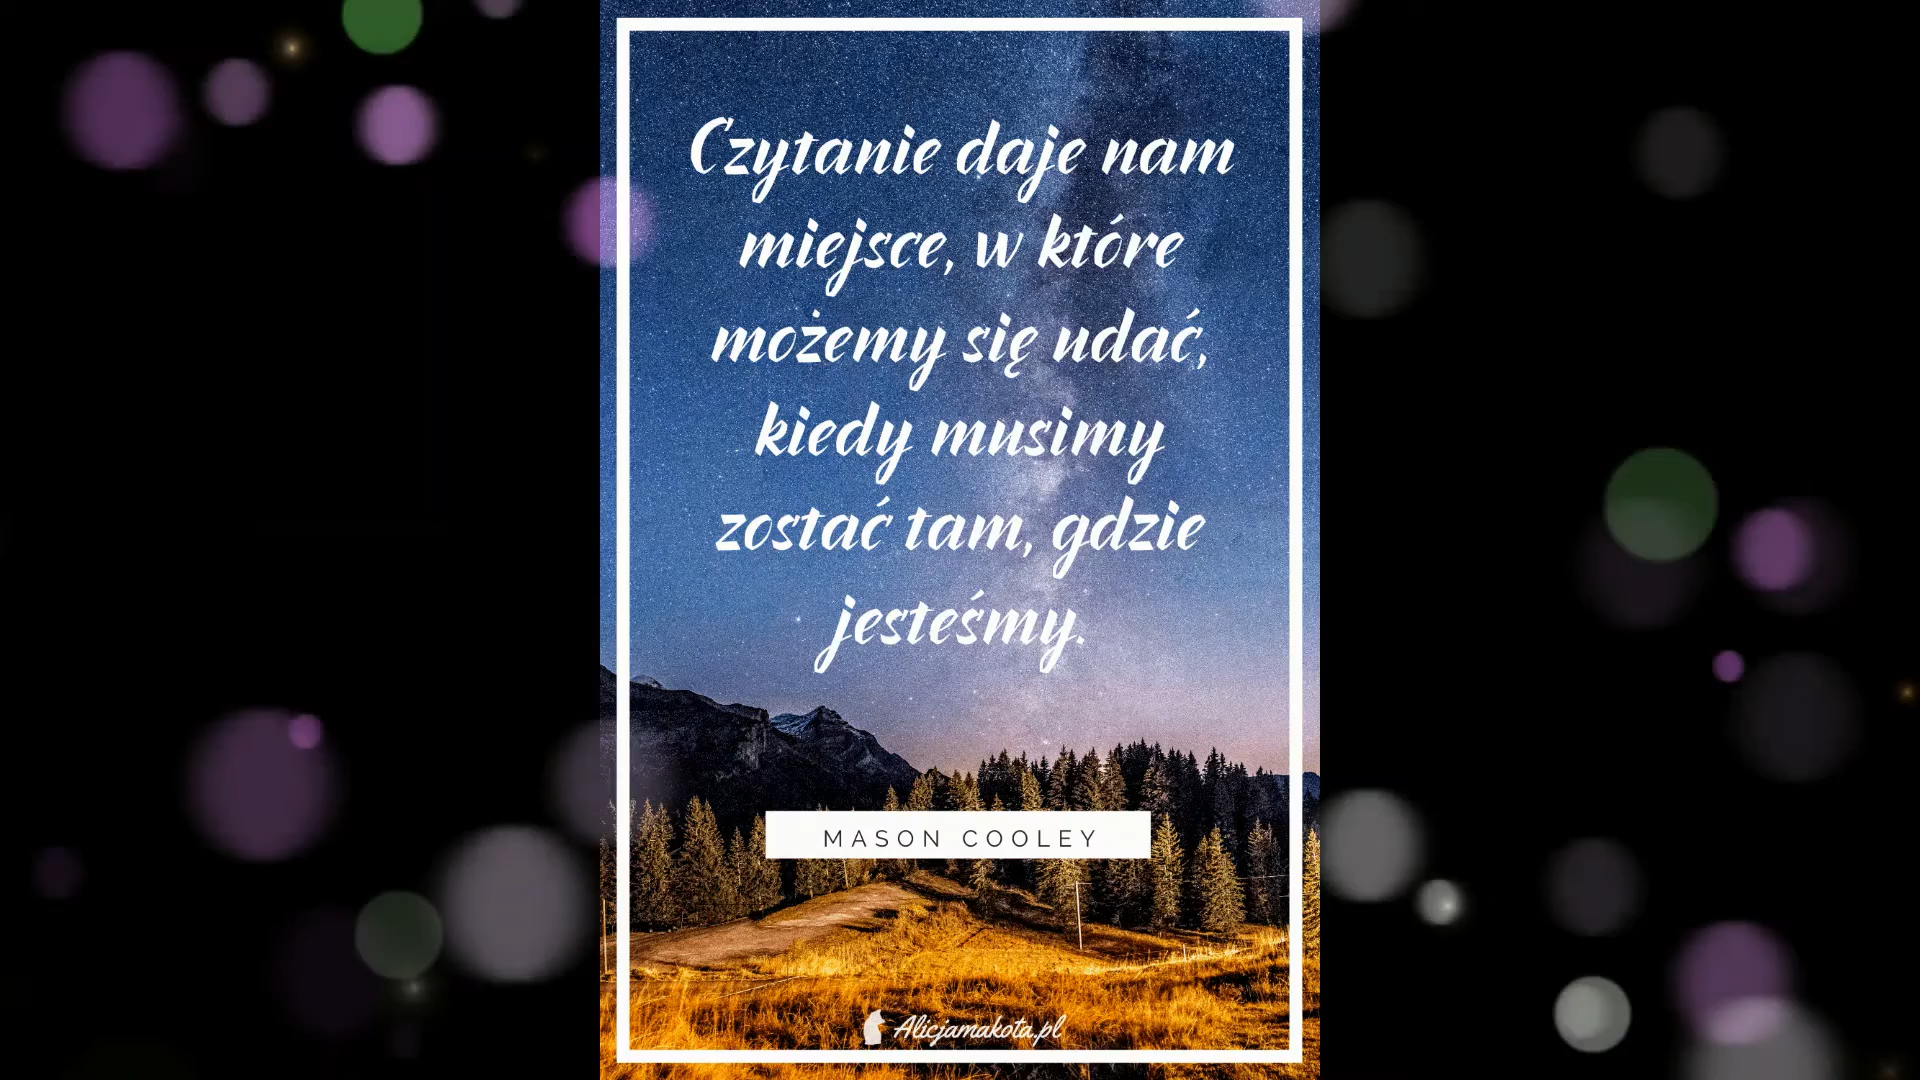 Czytanie daje nam
miejsce, w które
możemy się udać,
kiedy musimy
zostać tam, gdzie
jesteśmy.
MASON COOLEY
Alicjamakota.pl